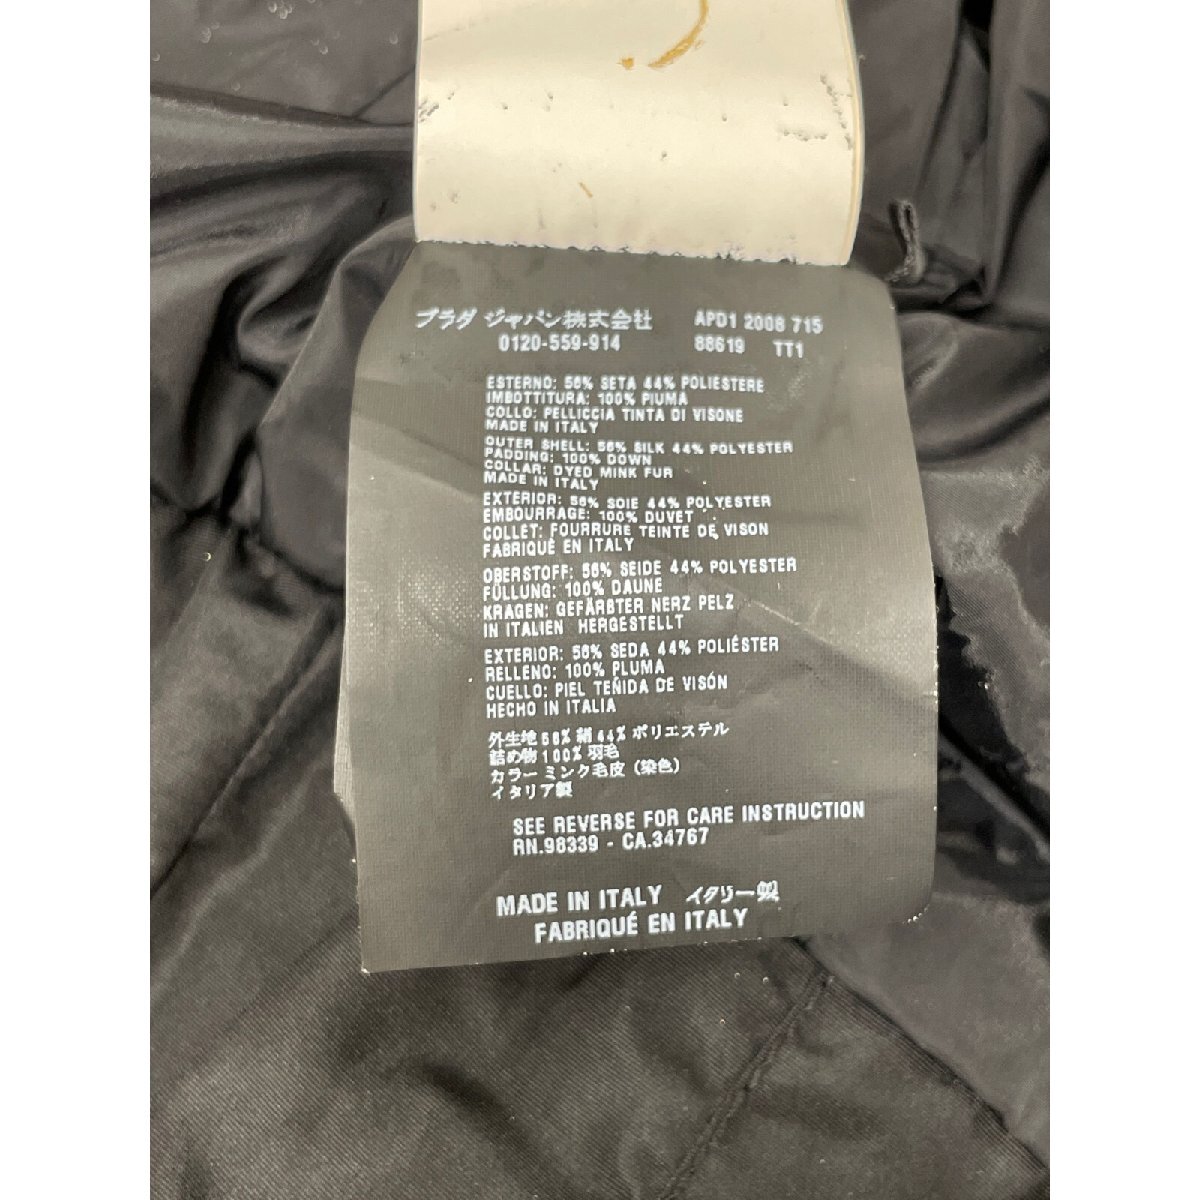 プラダ ジャパン株式会社 APD1 2008 715
0120-559-914 88619 TT1
ESTERNO: 56% SETA 44% POLIESTERE
IMBOTTITURA: 100% PIUMA
COLLO: PELLICCIA TINTA DI VISONE
MADE IN ITALY
OUTER SHELL: 56% SILK 44% POLYESTER
PADDING: 100% DOWN
COLLAR: DYED MINK FUR
MADE IN ITALY
EXTERIOR: 56% SOIE 44% POLYESTER
EMBOURRAGE: 100% DUVET
COLLET: FOURRURE TEINTE DE VISON
FABRIQUÉ EN ITALY
OBERSTOFF: 56% SEIDE 44% POLYESTER
FÜLLUNG: 100% DAUNE
KRAGEN: GEFÄRBTER NERZ PELZ
IN ITALIEN HERGESTELLT
EXTERIOR: 56% SEDA 44% POLIÉSTER
RELLENO: 100% PLUMA
CUELLO: PIEL TEÑIDA DE VISÓN
HECHO IN ITALIA
外生地 56% 絹 44% ポリエステル
詰め物 100% 羽毛
カラー ミンク毛皮 (染色)
イタリア製
SEE REVERSE FOR CARE INSTRUCTION
RN.98339 - CA.34767
MADE IN ITALY イタリー製
FABRIQUÉ EN ITALY